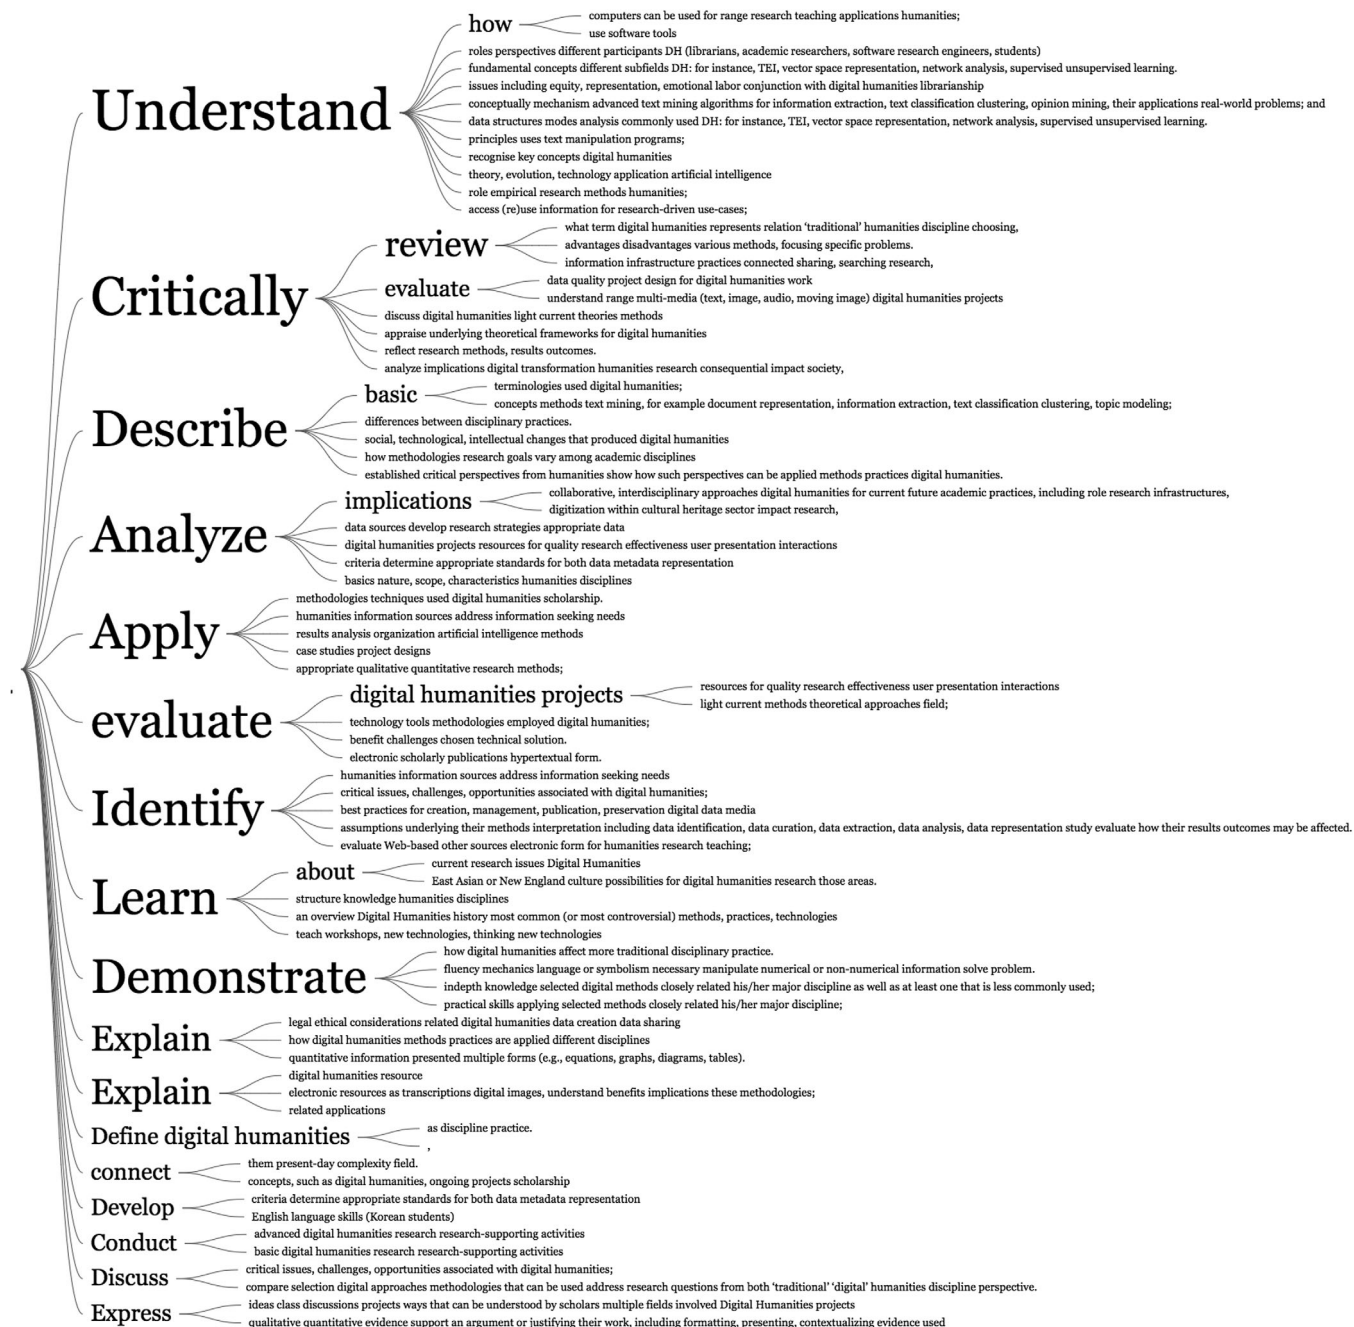 Understand
how
computers can be used for range research teaching applications humanities;
use software tools
roles perspectives different participants DH (librarians, academic researchers, software research engineers, students)
fundamental concepts different subfields DH: for instance, TEI, vector space representation, network analysis, supervised unsupervised learning.
issues including equity, representation, emotional labor conjunction with digital humanities librarianship
conceptually mechanism advanced text mining algorithms for information extraction, text classification clustering, opinion mining, their applications real-world problems; and
data structures modes analysis commonly used DH: for instance, TEI, vector space representation, network analysis, supervised unsupervised learning.
principles uses text manipulation programs;
recognise key concepts digital humanities
theory, evolution, technology application artificial intelligence
role empirical research methods humanities;
access (re)use information for research-driven use-cases;
Critically
review
what term digital humanities represents relation ‘traditional’ humanities discipline choosing,
advantages disadvantages various methods, focusing specific problems.
information infrastructure practices connected sharing, searching research,
evaluate
data quality project design for digital humanities work
understand range multi-media (text, image, audio, moving image) digital humanities projects
discuss digital humanities light current theories methods
appraise underlying theoretical frameworks for digital humanities
reflect research methods, results outcomes.
analyze implications digital transformation humanities research consequential impact society,
Describe
basic
terminologies used digital humanities;
concepts methods text mining, for example document representation, information extraction, text classification clustering, topic modeling;
differences between disciplinary practices.
social, technological, intellectual changes that produced digital humanities
how methodologies research goals vary among academic disciplines
established critical perspectives from humanities show how such perspectives can be applied methods practices digital humanities.
Analyze
implications
collaborative, interdisciplinary approaches digital humanities for current future academic practices, including role research infrastructures,
digitization within cultural heritage sector impact research,
data sources develop research strategies appropriate data
digital humanities projects resources for quality research effectiveness user presentation interactions
criteria determine appropriate standards for both data metadata representation
basics nature, scope, characteristics humanities disciplines
Apply
methodologies techniques used digital humanities scholarship.
humanities information sources address information seeking needs
results analysis organization artificial intelligence methods
case studies project designs
appropriate qualitative quantitative research methods;
evaluate
digital humanities projects
resources for quality research effectiveness user presentation interactions
light current methods theoretical approaches field;
technology tools methodologies employed digital humanities;
benefit challenges chosen technical solution.
electronic scholarly publications hypertextual form.
Identify
humanities information sources address information seeking needs
critical issues, challenges, opportunities associated with digital humanities;
best practices for creation, management, publication, preservation digital data media
assumptions underlying their methods interpretation including data identification, data curation, data extraction, data analysis, data representation study evaluate how their results outcomes may be affected.
evaluate Web-based other sources electronic form for humanities research teaching;
Learn
about
current research issues Digital Humanities
East Asian or New England culture possibilities for digital humanities research those areas.
structure knowledge humanities disciplines
an overview Digital Humanities history most common (or most controversial) methods, practices, technologies
teach workshops, new technologies, thinking new technologies
Demonstrate
how digital humanities affect more traditional disciplinary practice.
fluency mechanics language or symbolism necessary manipulate numerical or non-numerical information solve problem.
indepth knowledge selected digital methods closely related his/her major discipline as well as at least one that is less commonly used;
practical skills applying selected methods closely related his/her major discipline;
Explain
legal ethical considerations related digital humanities data creation data sharing
how digital humanities methods practices are applied different disciplines
quantitative information presented multiple forms (e.g., equations, graphs, diagrams, tables).
Explain
digital humanities resource
electronic resources as transcriptions digital images, understand benefits implications these methodologies;
related applications
Define digital humanities
as discipline practice.
,
connect
them present-day complexity field.
concepts, such as digital humanities, ongoing projects scholarship
Develop
criteria determine appropriate standards for both data metadata representation
English language skills (Korean students)
Conduct
advanced digital humanities research research-supporting activities
basic digital humanities research research-supporting activities
Discuss
critical issues, challenges, opportunities associated with digital humanities;
compare selection digital approaches methodologies that can be used address research questions from both ‘traditional’ ‘digital’ humanities discipline perspective.
Express
ideas class discussions projects ways that can be understood by scholars multiple fields involved Digital Humanities projects
qualitative quantitative evidence support an argument or justifying their work, including formatting, presenting, contextualizing evidence used